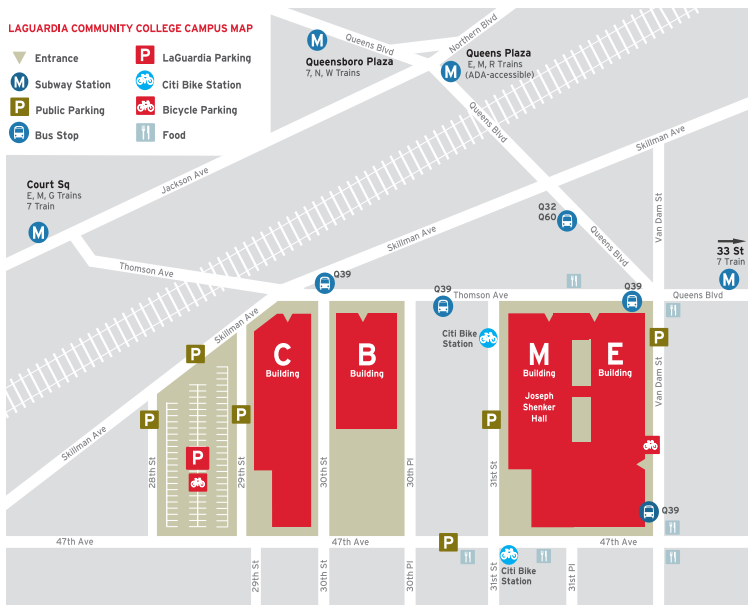 LAGUARDIA COMMUNITY COLLEGE CAMPUS MAP
Entrance
M Subway Station
P Public Parking
Bus Stop
P LaGuardia Parking
Citi Bike Station
Bicycle Parking
Food
M
Queensboro Plaza
7, N, W Trains
Queens Blvd
Northern Blvd
M
Queens Plaza
E, M, R Trains
(ADA-accessible)
Queens Blvd
Skillman Ave
Jackson Ave
Court Sq
E, M, G Trains
7 Train
M
Van Dam St
Q32
Q60
Queens Blvd
Skillman Ave
33 St
7 Train
M
Thomson Ave
Q39
Q39
Thomson Ave
Q39
Queens Blvd
Skillman Ave
Citi Bike
Station
P
P
C
Building
B
Building
M
Building
E
Building
Joseph
Shenker
Hall
Van Dam St
P
P
P
Skillman Ave
P
28th St
29th St
30th St
30th Pl
31st St
Q39
47th Ave
47th Ave
P
47th Ave
29th St
30th St
30th Pl
31st St
Citi Bike
Station
31st Pl